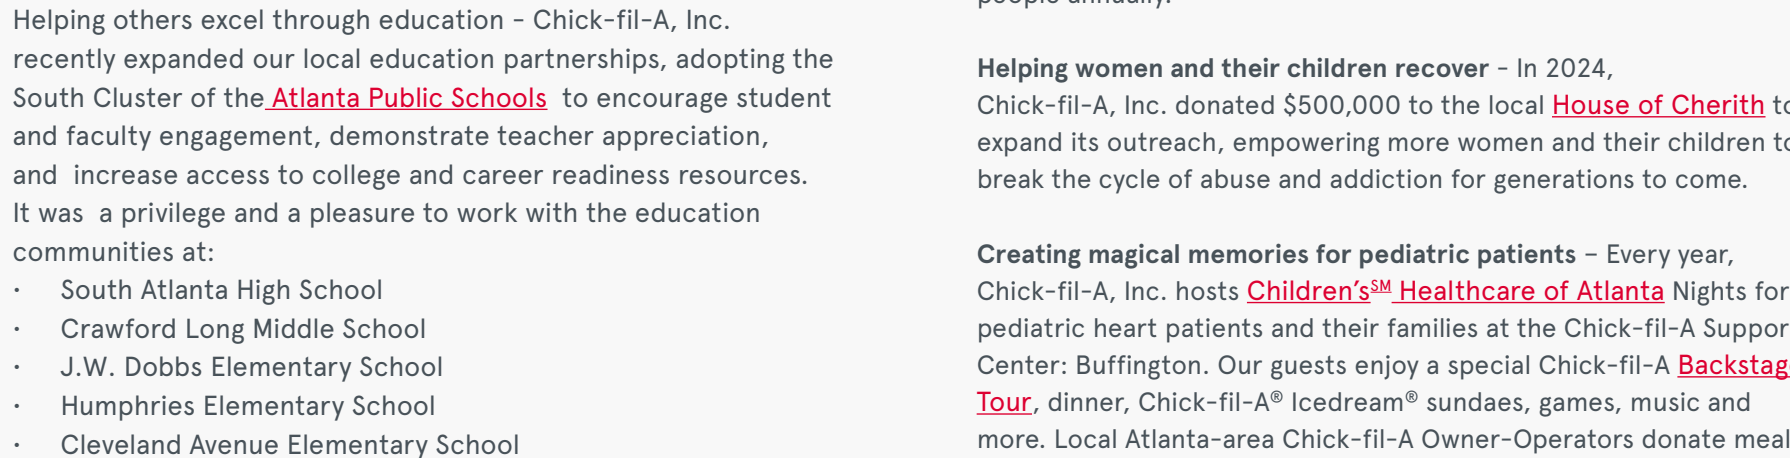 Helping others excel through education - Chick-fil-A, Inc.
recently expanded our local education partnerships, adopting the
South Cluster of the Atlanta Public Schools to encourage student
and faculty engagement, demonstrate teacher appreciation,
and increase access to college and career readiness resources.
It was a privilege and a pleasure to work with the education
communities at:
· South Atlanta High School
· Crawford Long Middle School
· J.W. Dobbs Elementary School
· Humphries Elementary School
· Cleveland Avenue Elementary School
people annually.
Helping women and their children recover - In 2024,
Chick-fil-A, Inc. donated $500,000 to the local House of Cherith to
expand its outreach, empowering more women and their children to
break the cycle of abuse and addiction for generations to come.
Creating magical memories for pediatric patients – Every year,
Chick-fil-A, Inc. hosts Children’s℠ Healthcare of Atlanta Nights for
pediatric heart patients and their families at the Chick-fil-A Suppor
Center: Buffington. Our guests enjoy a special Chick-fil-A Backstage
Tour, dinner, Chick-fil-A® Icedream® sundaes, games, music and
more. Local Atlanta-area Chick-fil-A Owner-Operators donate meal